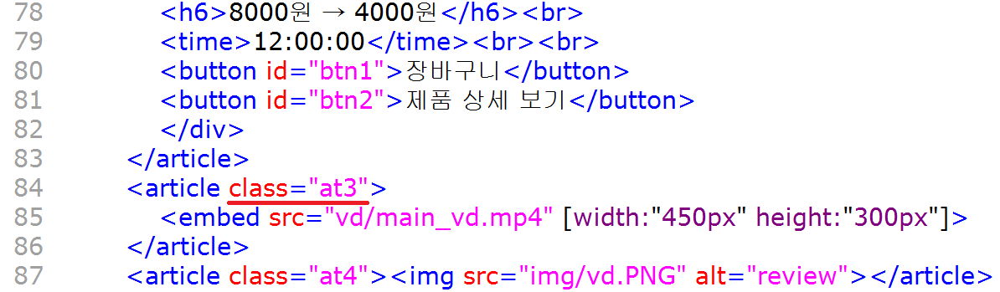 78 <h6>8000원 → 4000원</h6><br>
79 <time>12:00:00</time><br><br>
80 <button id="btn1">장바구니</button>
81 <button id="btn2">제품 상세 보기</button>
82 </div>
83 </article>
84 <article class="at3">
85 <embed src="vd/main_vd.mp4" [width:"450px" height:"300px"]>
86 </article>
87 <article class="at4"><img src="img/vd.PNG" alt="review"></article>